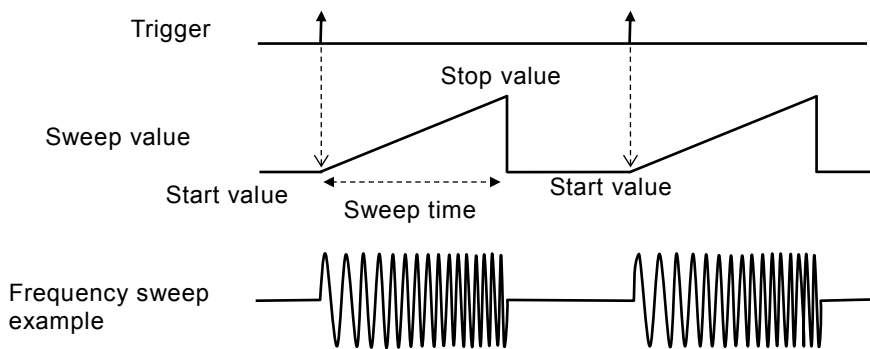 Trigger
Stop value
Sweep value
Start value
Start value
Sweep time
Frequency sweep
example